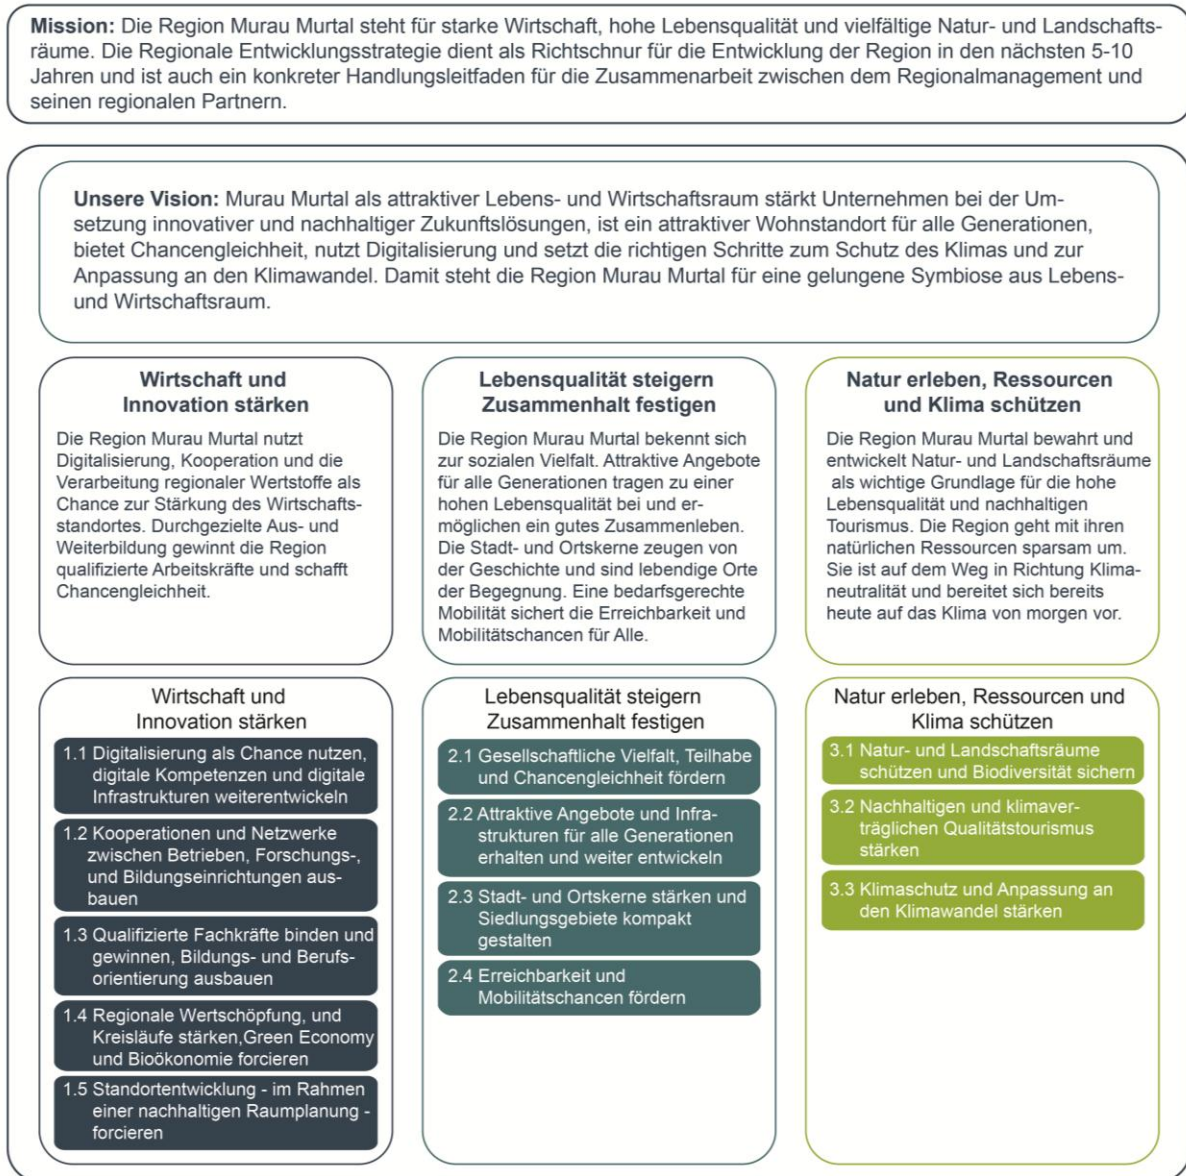 Mission: Die Region Murau Murtal steht für starke Wirtschaft, hohe Lebensqualität und vielfältige Natur- und Landschafts-
räume. Die Regionale Entwicklungsstrategie dient als Richtschnur für die Entwicklung der Region in den nächsten 5-10
Jahren und ist auch ein konkreter Handlungsleitfaden für die Zusammenarbeit zwischen dem Regionalmanagement und
seinen regionalen Partnern.
Unsere Vision: Murau Murtal als attraktiver Lebens- und Wirtschaftsraum stärkt Unternehmen bei der Um-
setzung innovativer und nachhaltiger Zukunftslösungen, ist ein attraktiver Wohnstandort für alle Generationen,
bietet Chancengleichheit, nutzt Digitalisierung und setzt die richtigen Schritte zum Schutz des Klimas und zur
Anpassung an den Klimawandel. Damit steht die Region Murau Murtal für eine gelungene Symbiose aus Lebens-
und Wirtschaftsraum.
Wirtschaft und
Innovation stärken
Die Region Murau Murtal nutzt
Digitalisierung, Kooperation und die
Verarbeitung regionaler Wertstoffe als
Chance zur Stärkung des Wirtschafts-
standortes. Durchgezielte Aus- und
Weiterbildung gewinnt die Region
qualifizierte Arbeitskräfte und schafft
Chancengleichheit.
Lebensqualität steigern
Zusammenhalt festigen
Die Region Murau Murtal bekennt sich
zur sozialen Vielfalt. Attraktive Angebote
für alle Generationen tragen zu einer
hohen Lebensqualität bei und er-
möglichen ein gutes Zusammenleben.
Die Stadt- und Ortskerne zeugen von
der Geschichte und sind lebendige Orte
der Begegnung. Eine bedarfsgerechte
Mobilität sichert die Erreichbarkeit und
Mobilitätschancen für Alle.
Natur erleben, Ressourcen
und Klima schützen
Die Region Murau Murtal bewahrt und
entwickelt Natur- und Landschaftsräume
als wichtige Grundlage für die hohe
Lebensqualität und nachhaltigen
Tourismus. Die Region geht mit ihren
natürlichen Ressourcen sparsam um.
Sie ist auf dem Weg in Richtung Klima-
neutralität und bereitet sich bereits
heute auf das Klima von morgen vor.
Wirtschaft und
Innovation stärken
1.1 Digitalisierung als Chance nutzen,
digitale Kompetenzen und digitale
Infrastrukturen weiterentwickeln
1.2 Kooperationen und Netzwerke
zwischen Betrieben, Forschungs-,
und Bildungseinrichtungen aus-
bauen
1.3 Qualifizierte Fachkräfte binden und
gewinnen, Bildungs- und Berufs-
orientierung ausbauen
1.4 Regionale Wertschöpfung, und
Kreisläufe stärken,Green Economy
und Bioökonomie forcieren
1.5 Standortentwicklung - im Rahmen
einer nachhaltigen Raumplanung -
forcieren
Lebensqualität steigern
Zusammenhalt festigen
2.1 Gesellschaftliche Vielfalt, Teilhabe
und Chancengleichheit fördern
2.2 Attraktive Angebote und Infra-
strukturen für alle Generationen
erhalten und weiter entwickeln
2.3 Stadt- und Ortskerne stärken und
Siedlungsgebiete kompakt
gestalten
2.4 Erreichbarkeit und
Mobilitätschancen fördern
Natur erleben, Ressourcen und
Klima schützen
3.1 Natur- und Landschaftsräume
schützen und Biodiversität sichern
3.2 Nachhaltigen und klimaver-
träglichen Qualitätstourismus
stärken
3.3 Klimaschutz und Anpassung an
den Klimawandel stärken